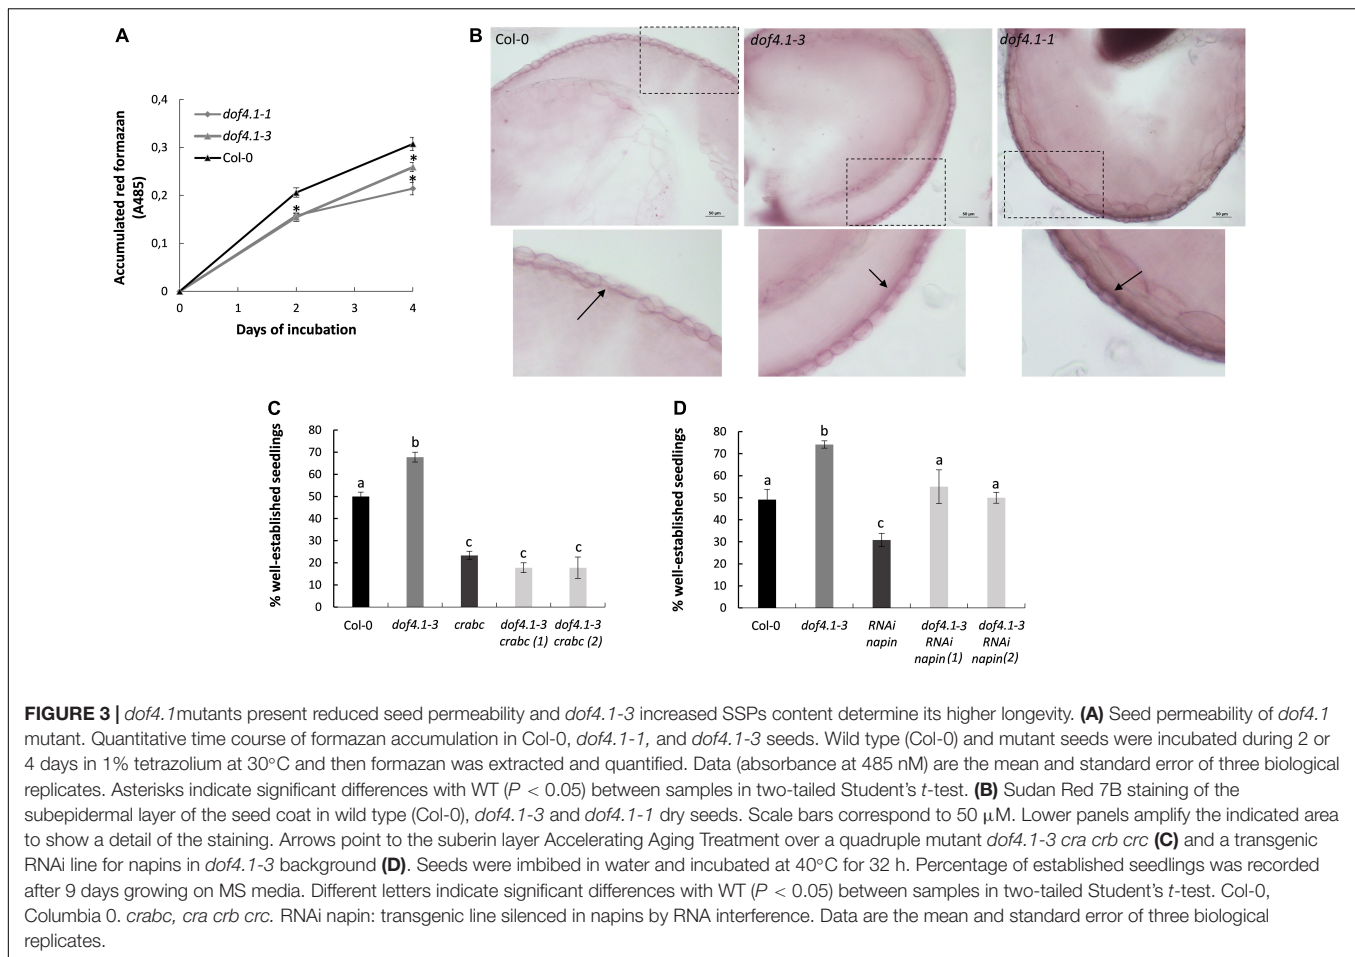 A
0,4
0,3
0,2
0,1
0
0
1
2
3
4
Accumulated red formazan
(A485)
Days of incubation
dof4.1-1
dof4.1-3
Col-0
*
*
*
B
Col-0
50 µm
dof4.1-3
50 µm
dof4.1-1
50 µm
C
% well-established seedlings
80
70
60
50
40
30
20
10
0
a
b
c
c
c
Col-0
dof4.1-3
crabc
dof4.1-3
crabc (1)
dof4.1-3
crabc (2)
D
% well-established seedlings
80
70
60
50
40
30
20
10
0
a
b
c
a
a
Col-0
dof4.1-3
RNAi
napin
dof4.1-3
RNAi
napin(1)
dof4.1-3
RNAi
napin(2)
FIGURE 3 | dof4.1mutants present reduced seed permeability and dof4.1-3 increased SSPs content determine its higher longevity. (A) Seed permeability of dof4.1
mutant. Quantitative time course of formazan accumulation in Col-0, dof4.1-1, and dof4.1-3 seeds. Wild type (Col-0) and mutant seeds were incubated during 2 or
4 days in 1% tetrazolium at 30°C and then formazan was extracted and quantified. Data (absorbance at 485 nM) are the mean and standard error of three biological
replicates. Asterisks indicate significant differences with WT (P < 0.05) between samples in two-tailed Student's t-test. (B) Sudan Red 7B staining of the
subepidermal layer of the seed coat in wild type (Col-0), dof4.1-3 and dof4.1-1 dry seeds. Scale bars correspond to 50 µM. Lower panels amplify the indicated area
to show a detail of the staining. Arrows point to the suberin layer Accelerating Aging Treatment over a quadruple mutant dof4.1-3 cra crb crc (C) and a transgenic
RNAi line for napins in dof4.1-3 background (D). Seeds were imbibed in water and incubated at 40°C for 32 h. Percentage of established seedlings was recorded
after 9 days growing on MS media. Different letters indicate significant differences with WT (P < 0.05) between samples in two-tailed Student's t-test. Col-0,
Columbia 0. crabc, cra crb crc. RNAi napin: transgenic line silenced in napins by RNA interference. Data are the mean and standard error of three biological
replicates.